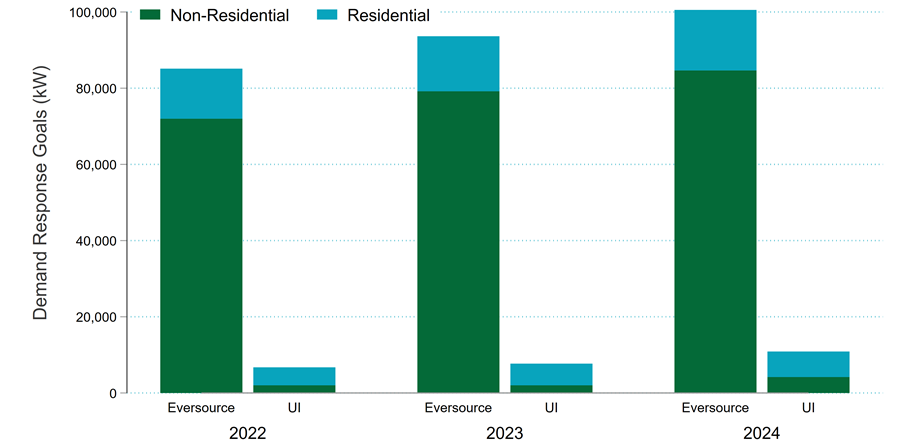 Non-Residential Residential
Demand Response Goals (kW)
100,000
80,000
60,000
40,000
20,000
0
Eversource UI Eversource UI Eversource UI
2022 2023 2024